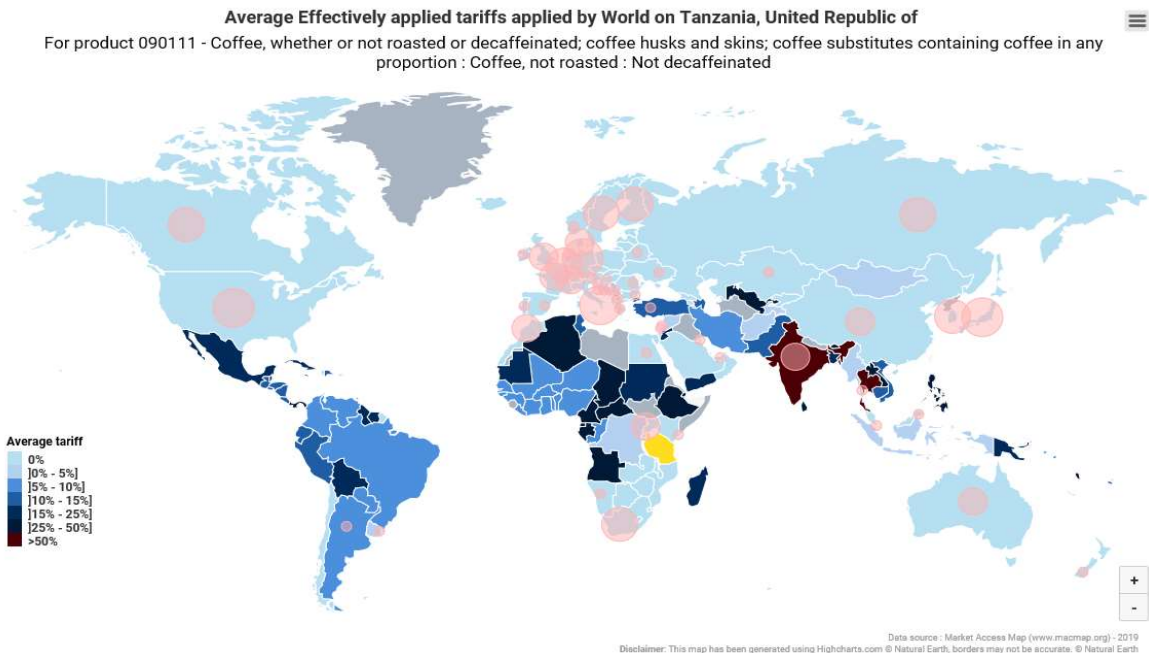 Average Effectively applied tariffs applied by World on Tanzania, United Republic of
For product 090111 - Coffee, whether or not roasted or decaffeinated; coffee husks and skins; coffee substitutes containing coffee in any
proportion : Coffee, not roasted : Not decaffeinated
Average tariff
0%
]0% - 5%]
]5% - 10%]
]10% - 15%]
]15% - 25%]
]25% - 50%]
>50%
+
-
Data source : Market Access Map (www.macmap.org) - 2019
Disclaimer: This map has been generated using Highcharts.com © Natural Earth, borders may not be accurate. © Natural Earth